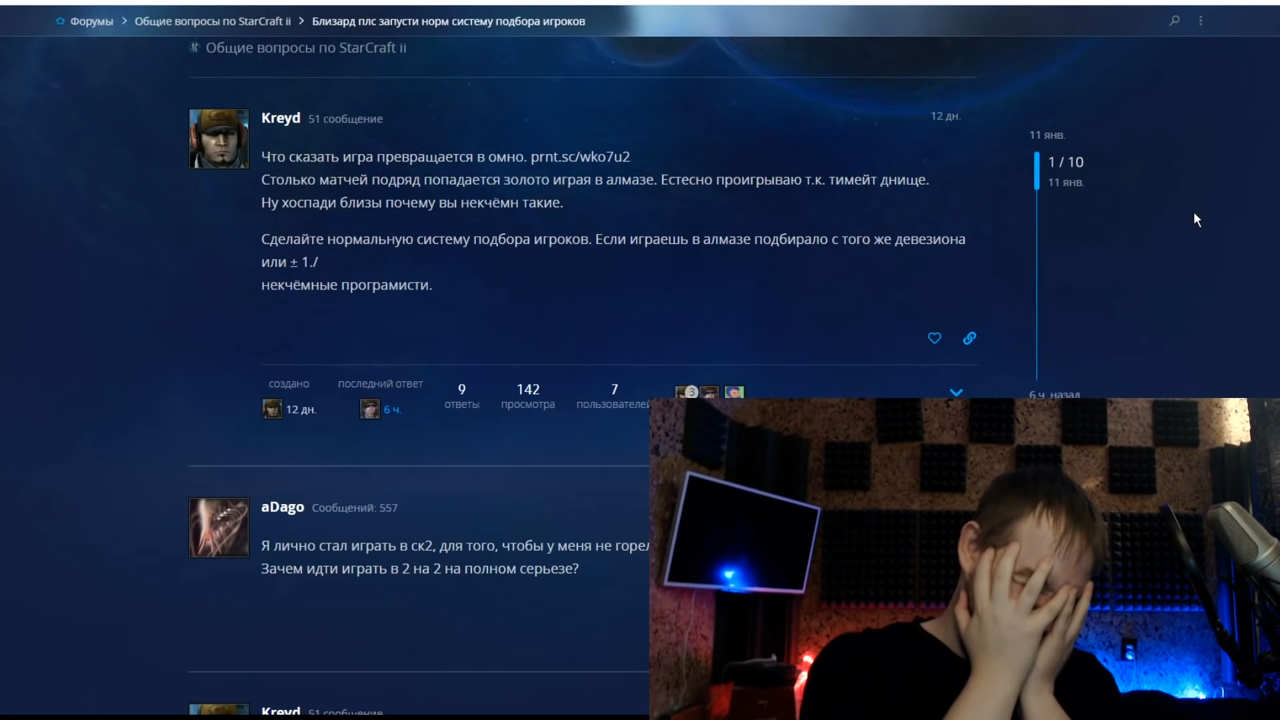 Форумы > Общие вопросы по StarCraft ii > Близард плс запусти норм систему подбора игроков
Общие вопросы по StarCraft ii
Kreyd 51 сообщение
12 дн.
Что сказать игра превращается в омно. prnt.sc/wko7u2
Столько матчей подряд попадается золото играя в алмазе. Естесно проигрываю т.к. тимейт днище.
Ну хоспади близы почему вы некчёмн такие.
Сделайте нормальную систему подбора игроков. Если играешь в алмазе подбирало с того же девезиона
или ± 1./
некчёмные програмисти.
11 янв.
1 / 10
11 янв.
6 ч. назад
создано
12 дн.
последний ответ
6 ч.
9
ответы
142
просмотра
7
пользователей
3
aDago Сообщений: 557
Я лично стал играть в ск2, для того, чтобы у меня не горел
Зачем идти играть в 2 на 2 на полном серьезе?
Kreyd 51 сообщение